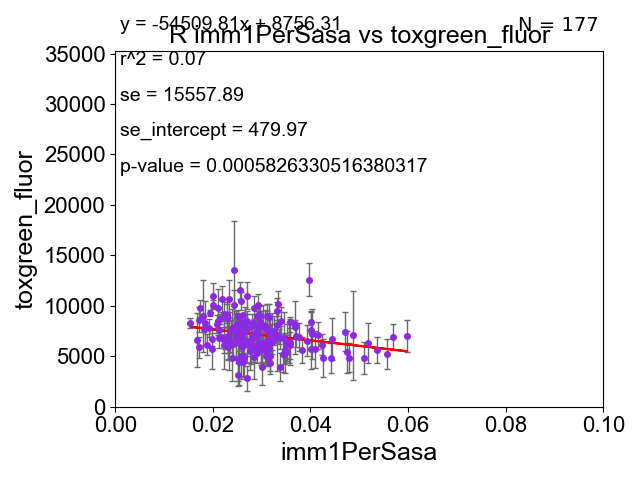 y = -54509.81x + 8756.31
N = 177
R imm1PerSasa vs toxgreen_fluor
r^2 = 0.07
se = 15557.89
se_intercept = 479.97
p-value = 0.0005826330516380317
35000
30000
25000
20000
15000
10000
5000
0
toxgreen_fluor
0.00 0.02 0.04 0.06 0.08 0.10
imm1PerSasa